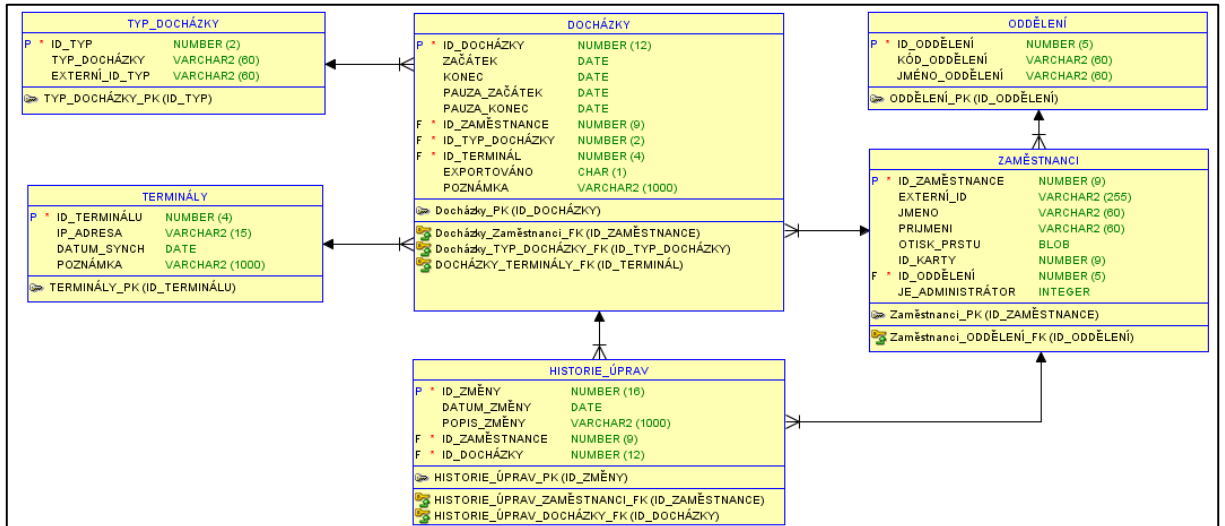 TYP_DOCHÁZKY
P * ID_TYP NUMBER (2)
TYP_DOCHÁZKY VARCHAR2 (60)
EXTERNÍ_ID_TYP VARCHAR2 (60)
TYP_DOCHÁZKY_PK (ID_TYP)
TERMINÁLY
P * ID_TERMINÁLU NUMBER (4)
IP_ADRESA VARCHAR2 (15)
DATUM_SYNCH DATE
POZNÁMKA VARCHAR2 (1000)
TERMINÁLY_PK (ID_TERMINÁLU)
DOCHÁZKY
P * ID_DOCHÁZKY NUMBER (12)
ZAČÁTEK DATE
KONEC DATE
PAUZA_ZAČÁTEK DATE
PAUZA_KONEC DATE
F * ID_ZAMĚSTNANCE NUMBER (9)
F * ID_TYP_DOCHÁZKY NUMBER (2)
F * ID_TERMINÁL NUMBER (4)
EXPORTOVÁNO CHAR (1)
POZNÁMKA VARCHAR2 (1000)
Docházky_PK (ID_DOCHÁZKY)
Docházky_Zaměstnanci_FK (ID_ZAMĚSTNANCE)
Docházky_TYP_DOCHÁZKY_FK (ID_TYP_DOCHÁZKY)
DOCHÁZKY_TERMINÁLY_FK (ID_TERMINÁL)
HISTORIE_ÚPRAV
P * ID_ZMĚNY NUMBER (16)
DATUM_ZMĚNY DATE
POPIS_ZMĚNY VARCHAR2 (1000)
F * ID_ZAMĚSTNANCE NUMBER (9)
F * ID_DOCHÁZKY NUMBER (12)
HISTORIE_ÚPRAV_PK (ID_ZMĚNY)
HISTORIE_ÚPRAV_ZAMĚSTNANCI_FK (ID_ZAMĚSTNANCE)
HISTORIE_ÚPRAV_DOCHÁZKY_FK (ID_DOCHÁZKY)
ODDĚLENÍ
P * ID_ODDĚLENÍ NUMBER (5)
KÓD_ODDĚLENÍ VARCHAR2 (60)
JMÉNO_ODDĚLENÍ VARCHAR2 (60)
ODDĚLENÍ_PK (ID_ODDĚLENÍ)
ZAMĚSTNANCI
P * ID_ZAMĚSTNANCE NUMBER (9)
EXTERNÍ_ID VARCHAR2 (255)
JMENO VARCHAR2 (60)
PRIJMENI VARCHAR2 (60)
OTISK_PRSTU BLOB
ID_KARTY NUMBER (9)
F * ID_ODDĚLENÍ NUMBER (5)
JE_ADMINISTRÁTOR INTEGER
Zaměstnanci_PK (ID_ZAMĚSTNANCE)
Zaměstnanci_ODDĚLENÍ_FK (ID_ODDĚLENÍ)